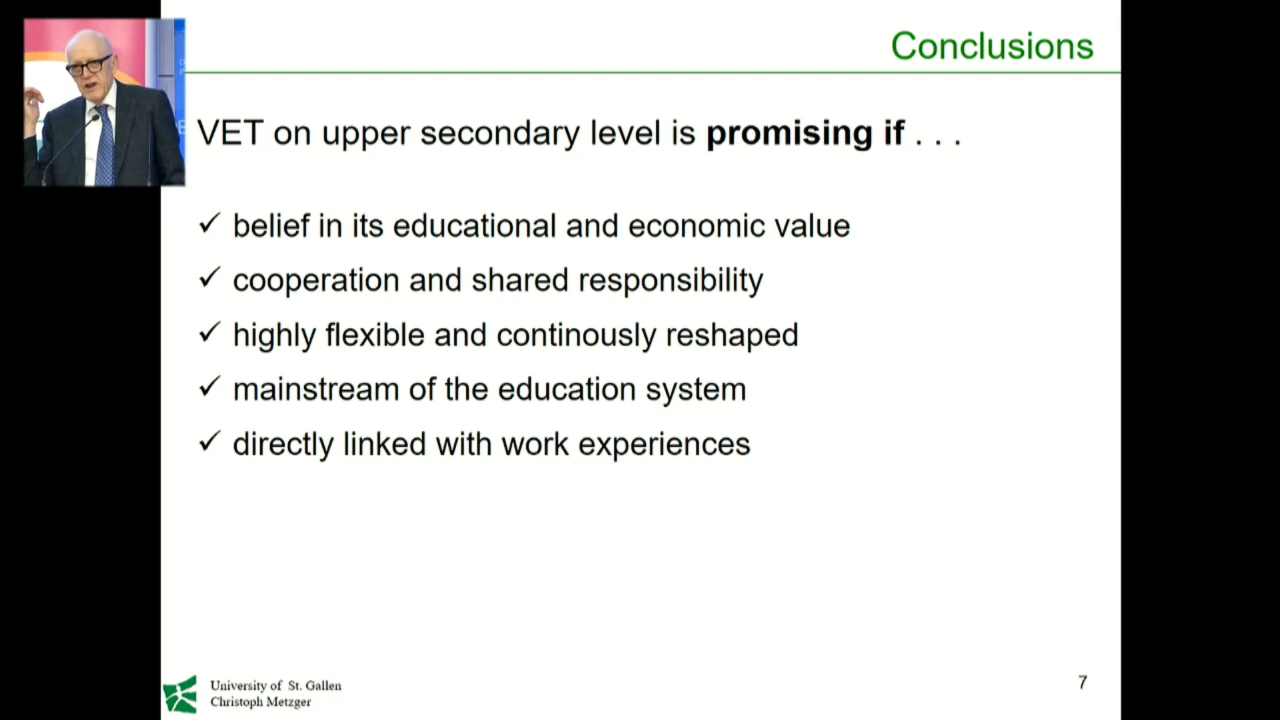 Conclusions
VET on upper secondary level is promising if . . .
✓ belief in its educational and economic value
✓ cooperation and shared responsibility
✓ highly flexible and continously reshaped
✓ mainstream of the education system
✓ directly linked with work experiences
University of St. Gallen
Christoph Metzger
7